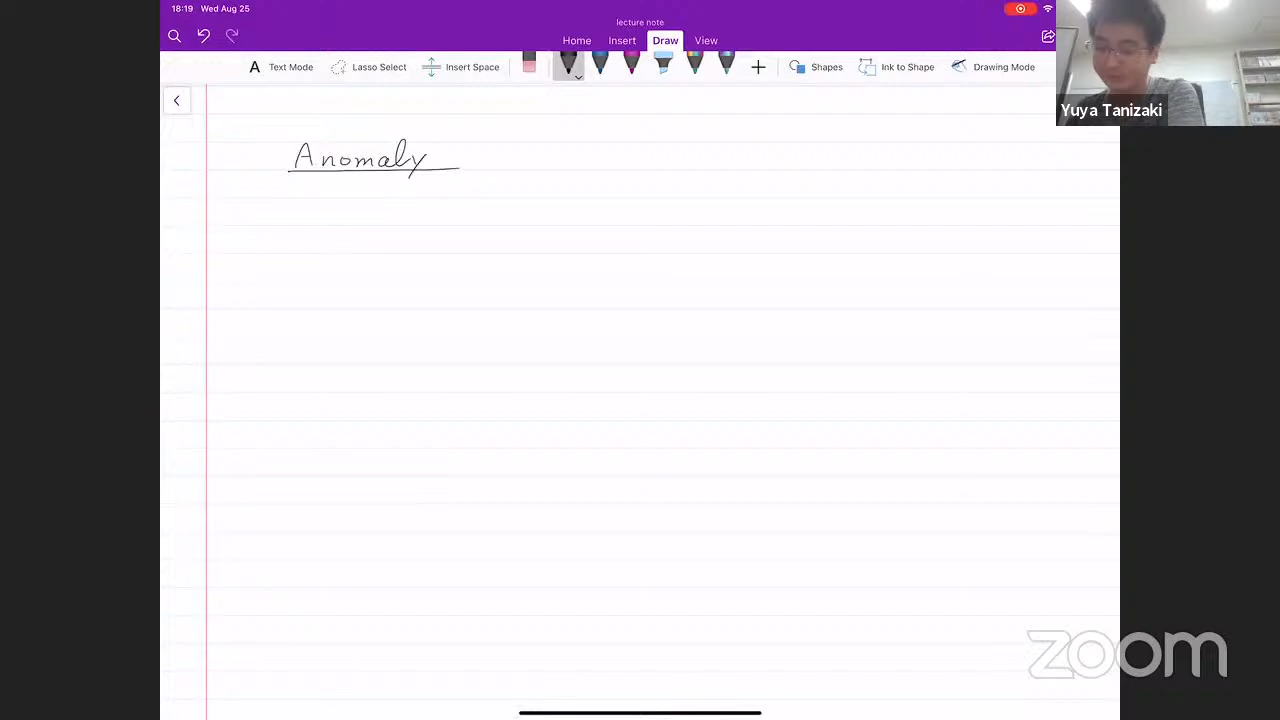 18:19 Wed Aug 25
lecture note
Home Insert Draw View
A Text Mode Lasso Select Insert Space Shapes Ink to Shape Drawing Mode
Yuya Tanizaki
Anomaly
zoom